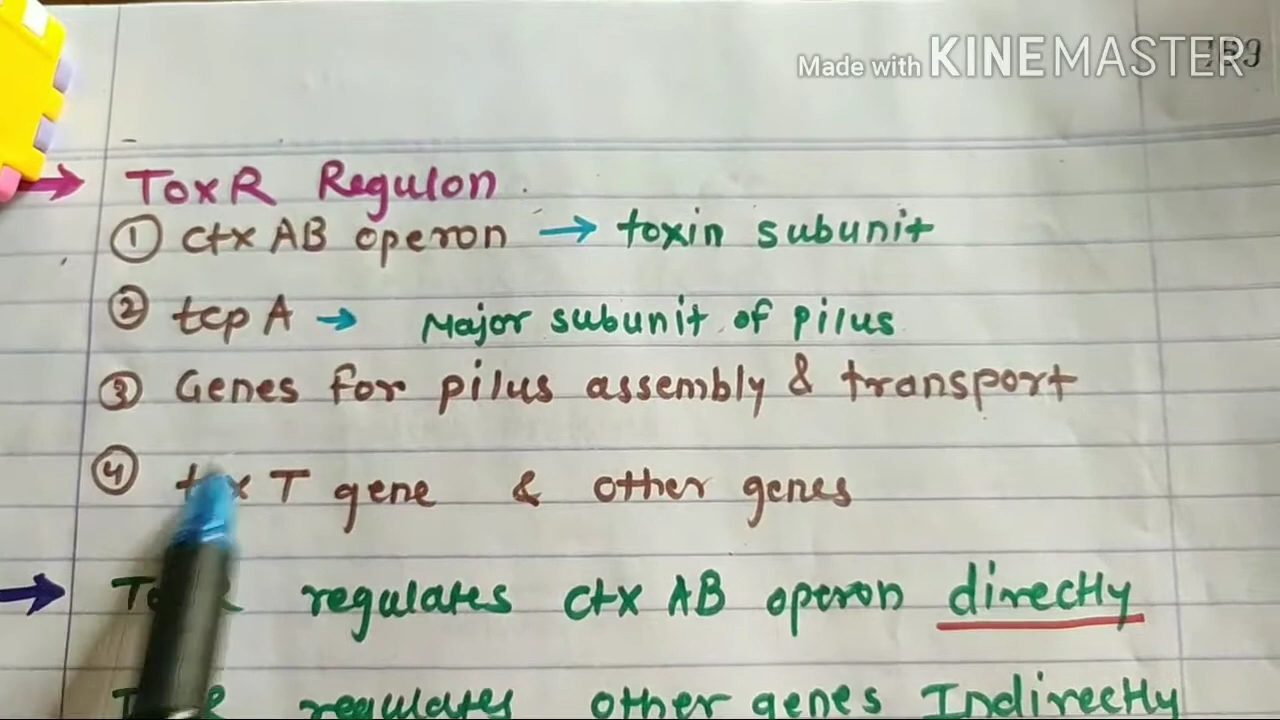 Made with KINEMASTER
→ ToxR Regulon.
① ctx AB operon → toxin subunit
② tcp A → Major subunit of pilus
③ Genes for pilus assembly & transport
④ T gene & other genes
→ regulates ctx AB operon directly
regulates other genes Indirectly